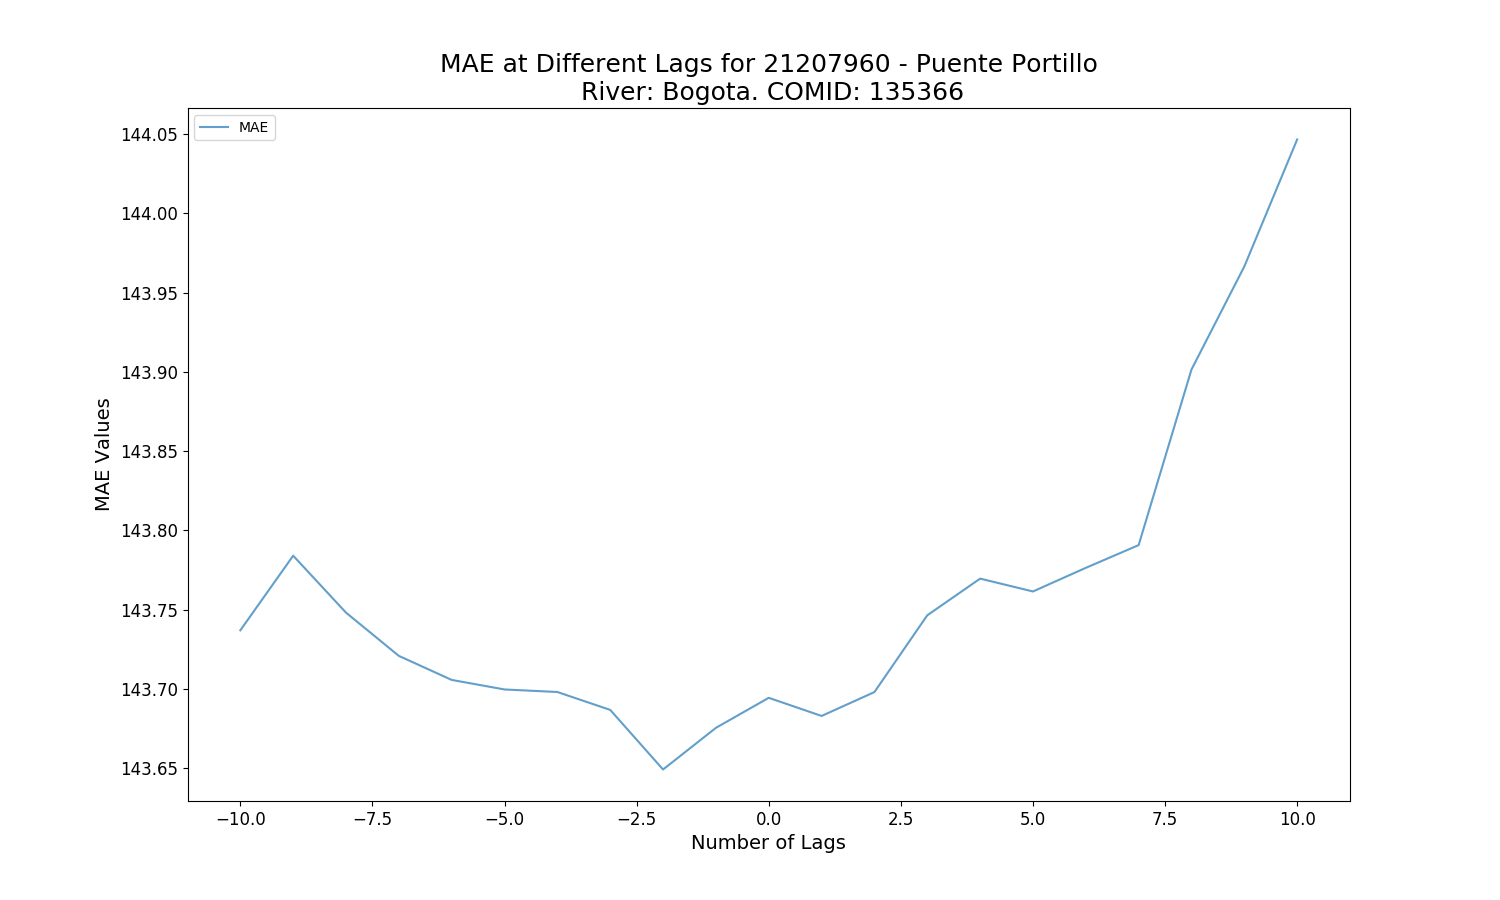 MAE at Different Lags for 21207960 - Puente Portillo
River: Bogota. COMID: 135366
MAE
144.05
144.00
143.95
143.90
143.85
143.80
143.75
143.70
143.65
MAE Values
−10.0 −7.5 −5.0 −2.5 0.0 2.5 5.0 7.5 10.0
Number of Lags